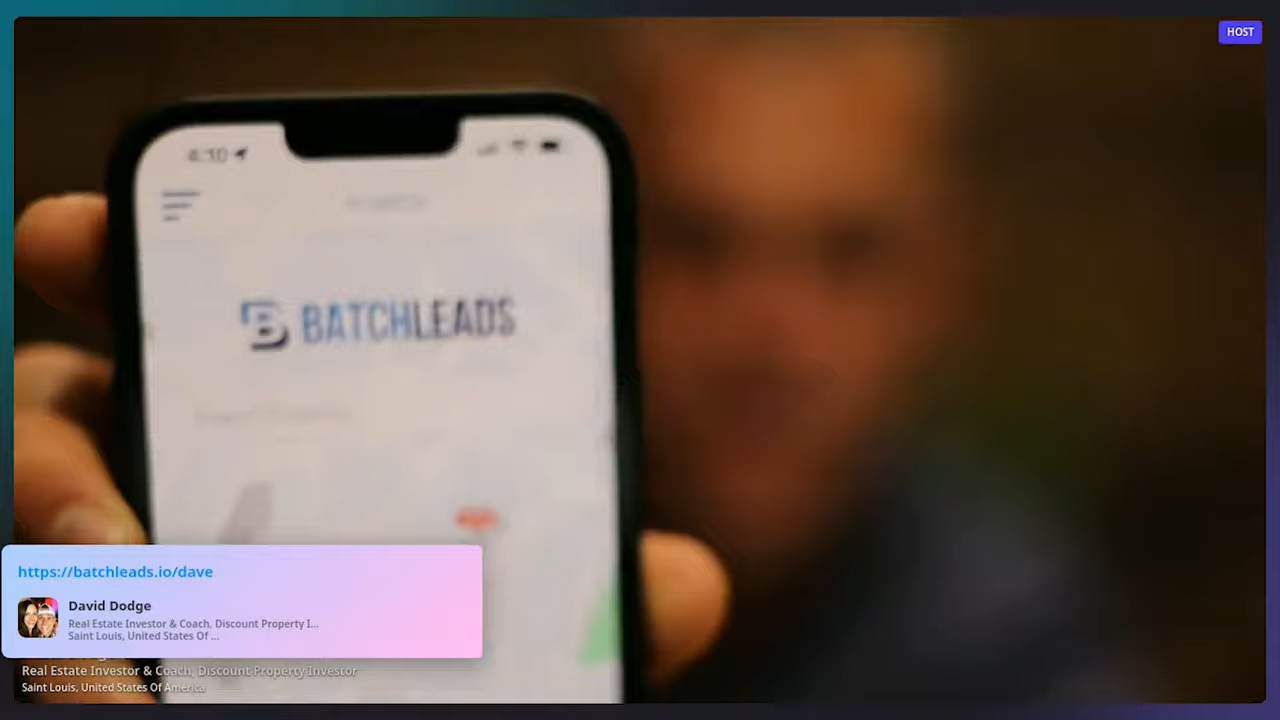 HOST
4:10
BATCHLEADS
https://batchleads.io/dave
David Dodge
Real Estate Investor & Coach, Discount Property I...
Saint Louis, United States Of ...
Real Estate Investor & Coach, Discount Property Investor
Saint Louis, United States Of America